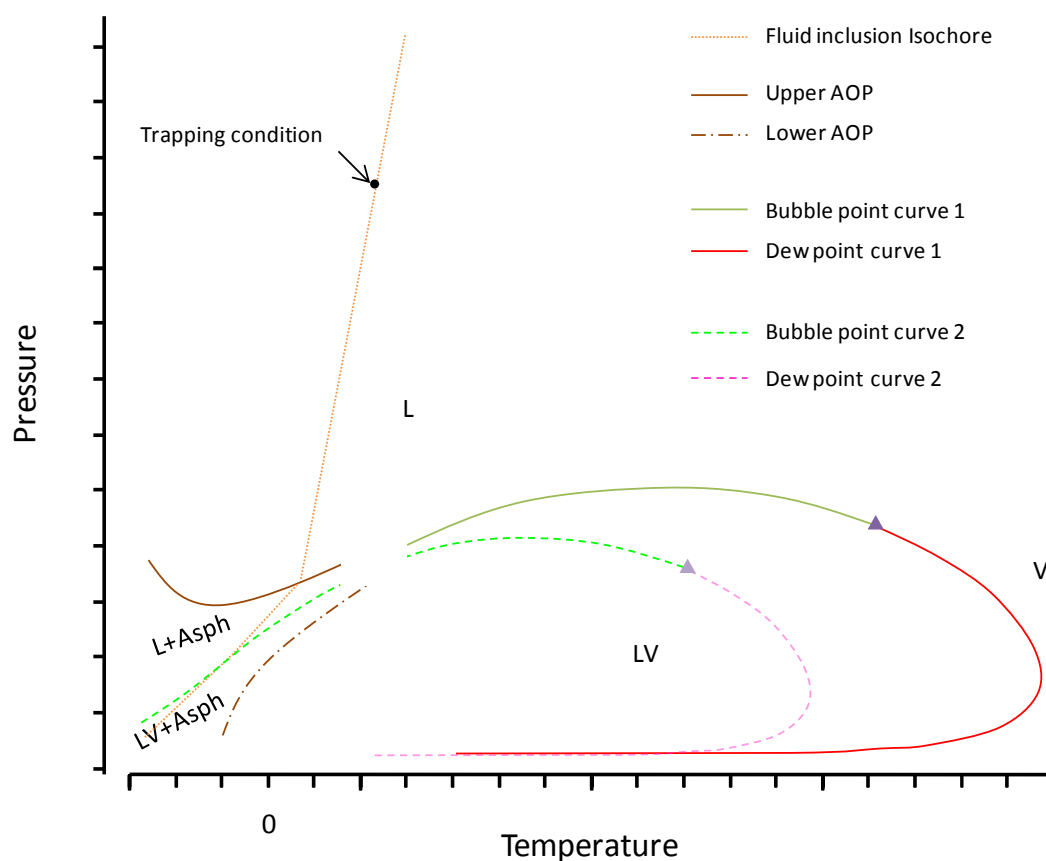 Fluid inclusion Isochore
Upper AOP
Lower AOP
Trapping condition
Bubble point curve 1
Dew point curve 1
Bubble point curve 2
Dew point curve 2
Pressure
L
V
L+Asph
LV
LV+Asph
0
Temperature